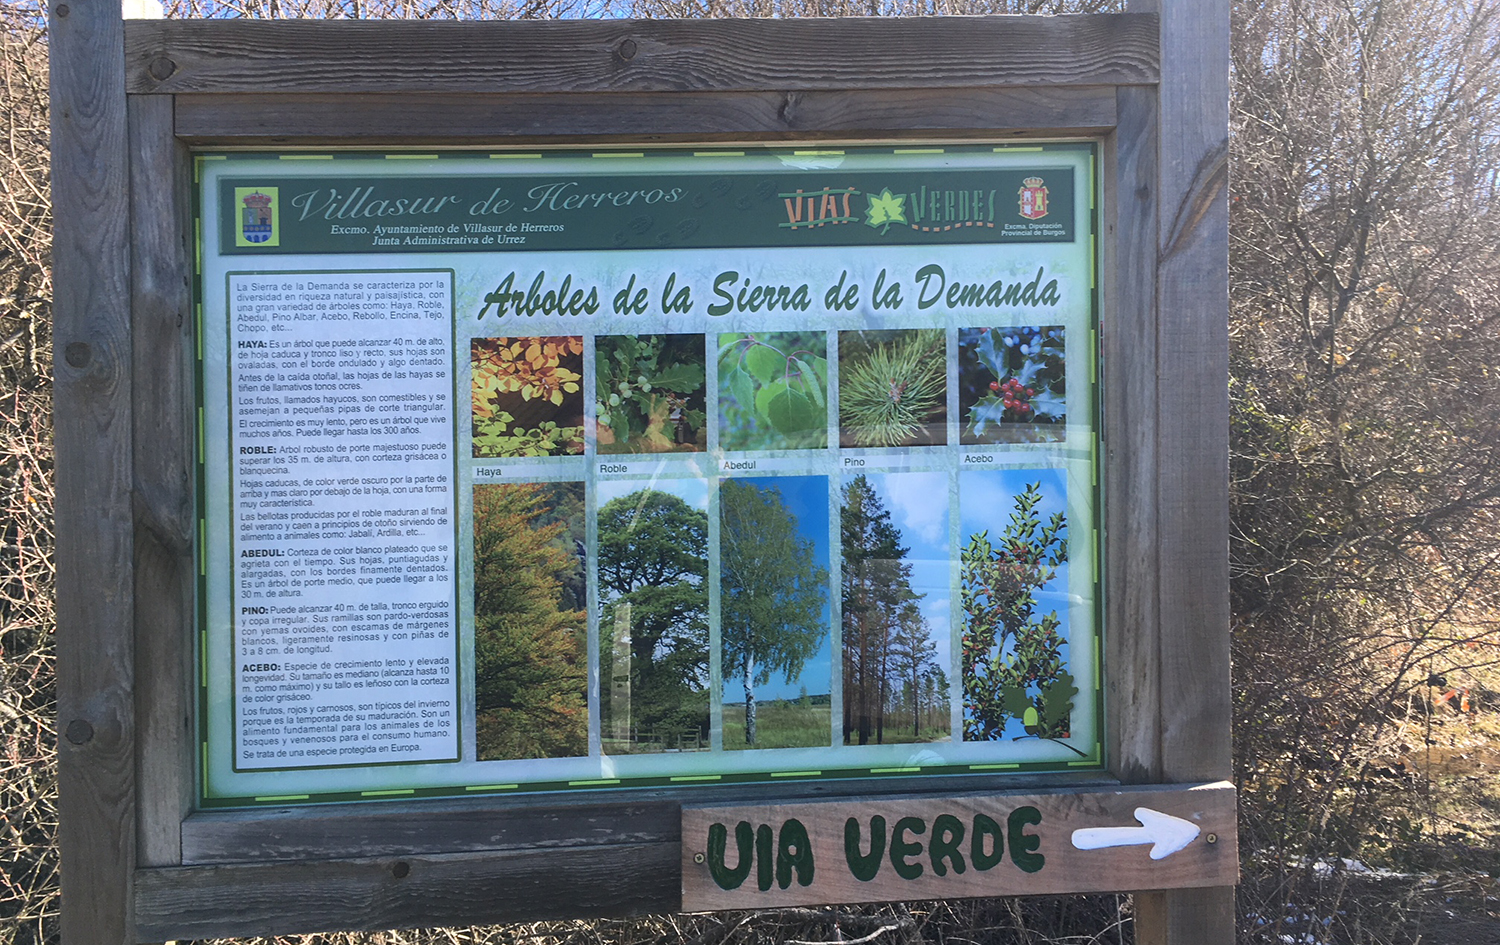 Villasur de Herreros
Excmo. Ayuntamiento de Villasur de Herreros
Junta Administrativa de Urrez
VIAS VERDES
Excma. Diputación
Provincial de Burgos
Arboles de la Sierra de la Demanda
La Sierra de la Demanda se caracteriza por la
diversidad en riqueza natural y paisajística, con
una gran variedad de árboles como: Haya, Roble,
Abedul, Pino Albar, Acebo, Rebollo, Encina, Tejo,
Chopo, etc...
HAYA: Es un árbol que puede alcanzar 40 m. de alto,
de hoja caduca y tronco liso y recto, sus hojas son
ovaladas, con el borde ondulado y algo dentado.
Antes de la caída otoñal, las hojas de las hayas se
tiñen de llamativos tonos ocres.
Los frutos, llamados hayucos, son comestibles y se
asemejan a pequeñas pipas de corte triangular.
El crecimiento es muy lento, pero es un árbol que vive
muchos años. Puede llegar hasta los 300 años.
ROBLE: Arbol robusto de porte majestuoso puede
superar los 35 m. de altura, con corteza grisácea o
blanquecina.
Hojas caducas, de color verde oscuro por la parte de
arriba y mas claro por debajo de la hoja, con una forma
muy característica.
Las bellotas producidas por el roble maduran al final
del verano y caen a principios de otoño sirviendo de
alimento a animales como: Jabalí, Ardilla, etc...
ABEDUL: Corteza de color blanco plateado que se
agrieta con el tiempo. Sus hojas, puntiagudas y
alargadas, con los bordes finamente dentados.
Es un árbol de porte medio, que puede llegar a los
30 m. de altura.
PINO: Puede alcanzar 40 m. de talla, tronco erguido
y copa irregular. Sus ramillas son pardo-verdosas
con yemas ovoides, con escamas de márgenes
blancos, ligeramente resinosas y con piñas de
3 a 8 cm. de longitud.
ACEBO: Especie de crecimiento lento y elevada
longevidad. Su tamaño es mediano (alcanza hasta 10
m. como máximo) y su tallo es leñoso con la corteza
de color grisáceo.
Los frutos, rojos y carnosos, son típicos del invierno
porque es la temporada de su maduración. Son un
alimento fundamental para los animales de los
bosques y venenosos para el consumo humano.
Se trata de una especie protegida en Europa.
Haya
Roble
Abedul
Pino
Acebo
VIA VERDE